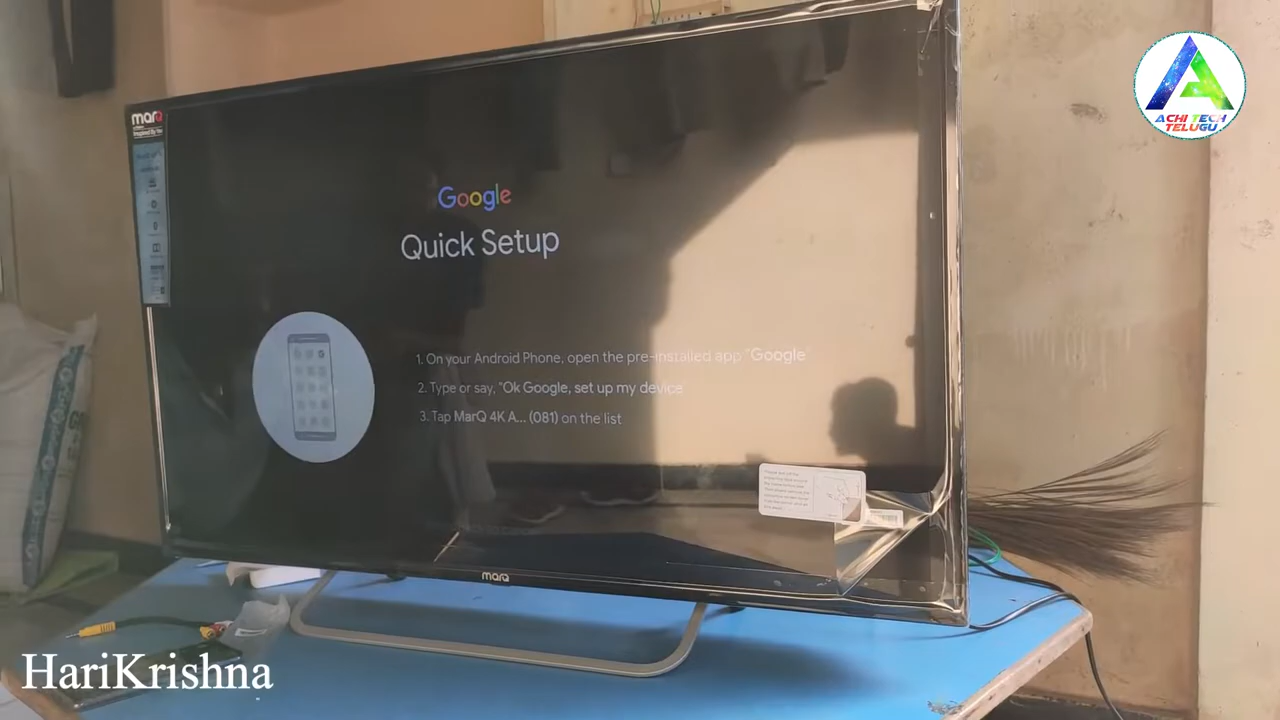 ACHI TECH
TELUGU
marQ
Google
Quick Setup
1. On your Android Phone, open the pre-installed app "Google"
2. Type or say, "Ok Google, set up my device
3. Tap MarQ 4K A... (081) on the list
marQ
HariKrishna